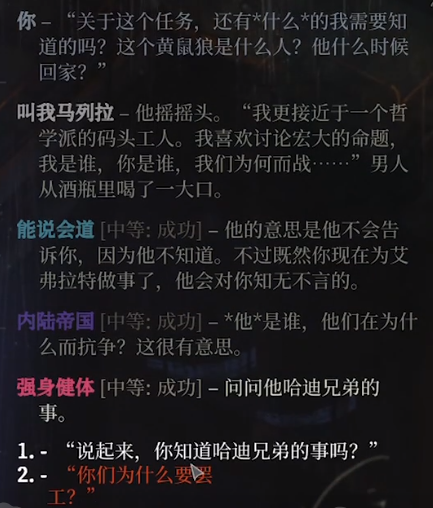 你 – “关于这个任务，还有*什么*的我需要知
道的吗？这个黄鼠狼是什么人？他什么时候
回家？”
叫我马列拉 – 他摇摇头。“我更接近于一个哲
学派的码头工人。我喜欢讨论宏大的命题，
我是谁，你是谁，我们为何而战……”男人
从酒瓶里喝了一大口。
能说会道 [中等: 成功] – 他的意思是他不会告
诉你，因为他不知道。不过既然你现在为艾
弗拉特做事了，他会对你知无不言的。
内陆帝国 [中等: 成功] – *他*是谁，他们在为什
么而抗争？这很有意思。
强身健体 [中等: 成功] – 问问他哈迪兄弟的
事。
1. - “说起来，你知道哈迪兄弟的事吗？”
2. - “你们为什么要罢
工？”